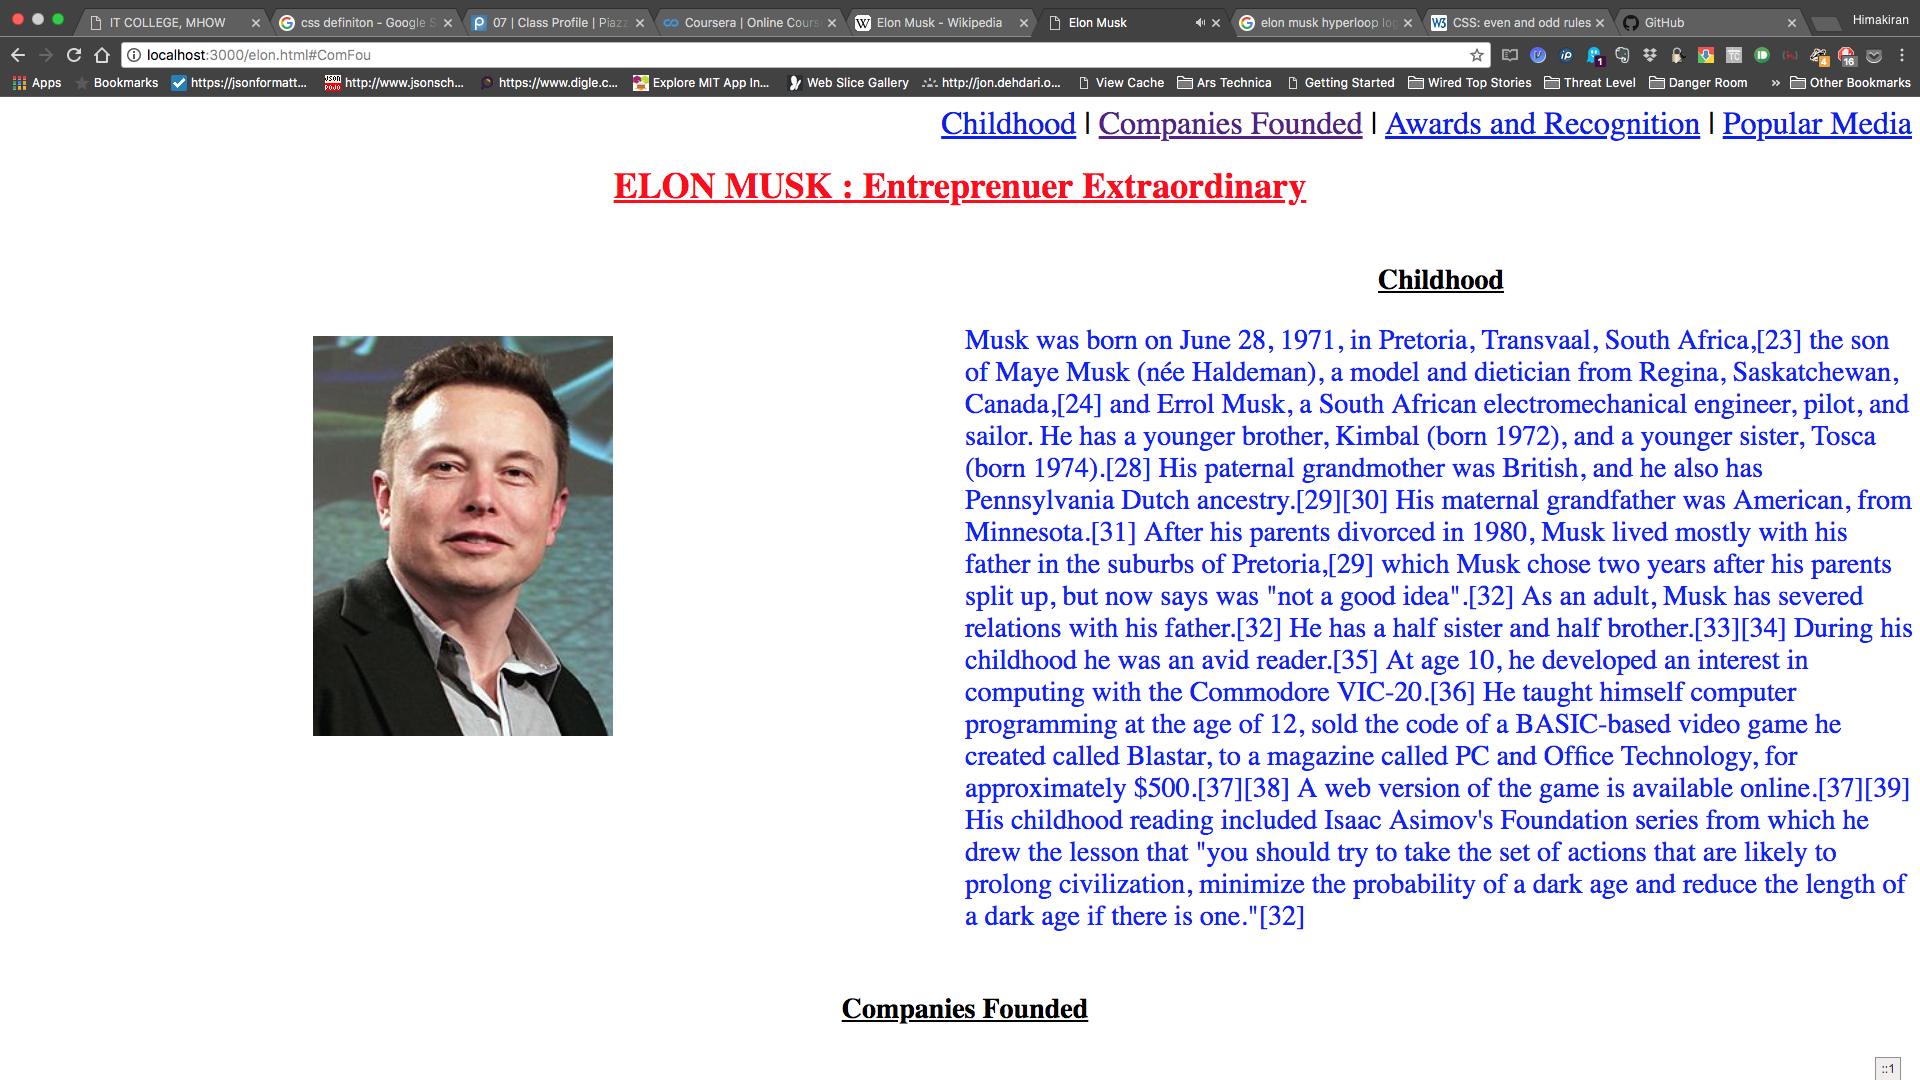 IT COLLEGE, MHOW
css definiton - Google S
07 | Class Profile | Piazz
Coursera | Online Cours
Elon Musk - Wikipedia
Elon Musk
elon musk hyperloop log
CSS: even and odd rules
GitHub
Himakiran
localhost:3000/elon.html#ComFou
Apps
Bookmarks
https://jsonformatt...
http://www.jsonsch...
https://www.digle.c...
Explore MIT App In...
Web Slice Gallery
http://jon.dehdari.o...
View Cache
Ars Technica
Getting Started
Wired Top Stories
Threat Level
Danger Room
»
Other Bookmarks
Childhood | Companies Founded | Awards and Recognition | Popular Media
ELON MUSK : Entreprenuer Extraordinary
Childhood
Musk was born on June 28, 1971, in Pretoria, Transvaal, South Africa,[23] the son
of Maye Musk (née Haldeman), a model and dietician from Regina, Saskatchewan,
Canada,[24] and Errol Musk, a South African electromechanical engineer, pilot, and
sailor. He has a younger brother, Kimbal (born 1972), and a younger sister, Tosca
(born 1974).[28] His paternal grandmother was British, and he also has
Pennsylvania Dutch ancestry.[29][30] His maternal grandfather was American, from
Minnesota.[31] After his parents divorced in 1980, Musk lived mostly with his
father in the suburbs of Pretoria,[29] which Musk chose two years after his parents
split up, but now says was "not a good idea".[32] As an adult, Musk has severed
relations with his father.[32] He has a half sister and half brother.[33][34] During his
childhood he was an avid reader.[35] At age 10, he developed an interest in
computing with the Commodore VIC-20.[36] He taught himself computer
programming at the age of 12, sold the code of a BASIC-based video game he
created called Blastar, to a magazine called PC and Office Technology, for
approximately $500.[37][38] A web version of the game is available online.[37][39]
His childhood reading included Isaac Asimov's Foundation series from which he
drew the lesson that "you should try to take the set of actions that are likely to
prolong civilization, minimize the probability of a dark age and reduce the length of
a dark age if there is one."[32]
Companies Founded
::1